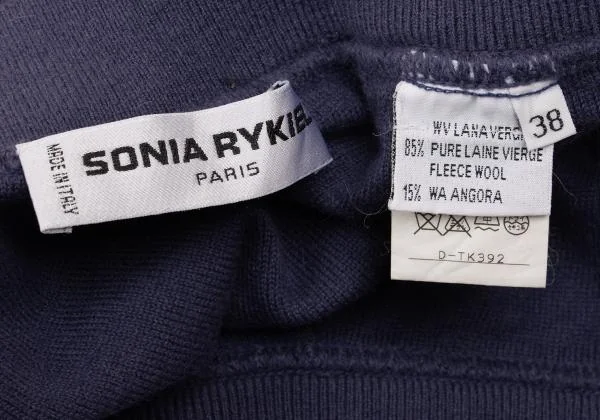 MADE IN ITALY
SONIA RYKIEL
PARIS
38
WV LANA VERG
85% PURE LAINE VIERGE
FLEECE WOOL
15% WA ANGORA
D-TK392